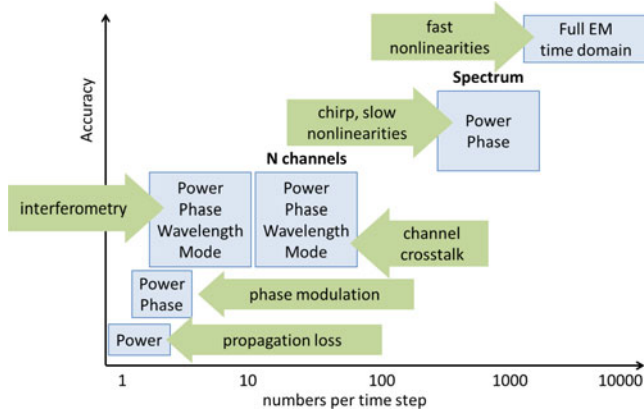 fast
nonlinearities
Full EM
time domain
Spectrum
chirp, slow
nonlinearities
Power
Phase
N channels
interferometry
Power
Phase
Wavelength
Mode
Power
Phase
Wavelength
Mode
channel
crosstalk
Power
Phase
phase modulation
Power
propagation loss
Accuracy
1 10 100 1000 10000
numbers per time step